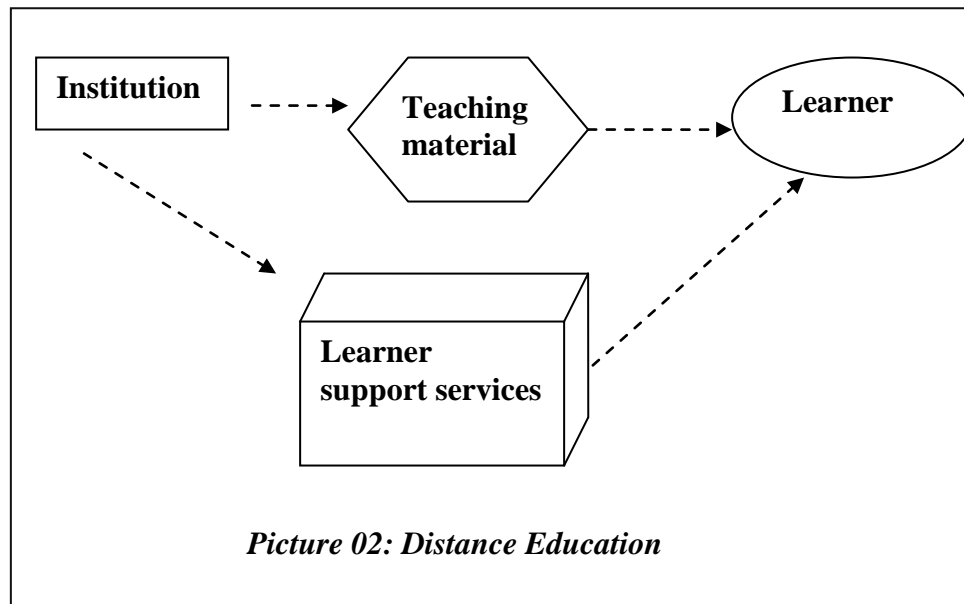 Institution
Teaching
material
Learner
Learner
support services
Picture 02: Distance Education